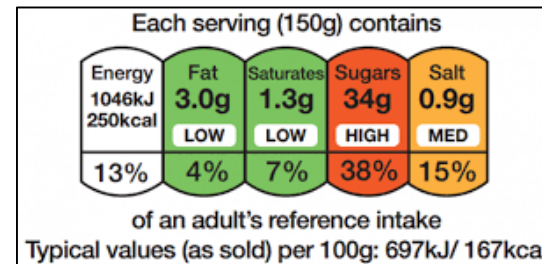 Each serving (150g) contains
Energy Fat Saturates Sugars Salt
1046kJ 3.0g 1.3g 34g 0.9g
250kcal
LOW LOW HIGH MED
13% 4% 7% 38% 15%
of an adult's reference intake
Typical values (as sold) per 100g: 697kJ/ 167kca